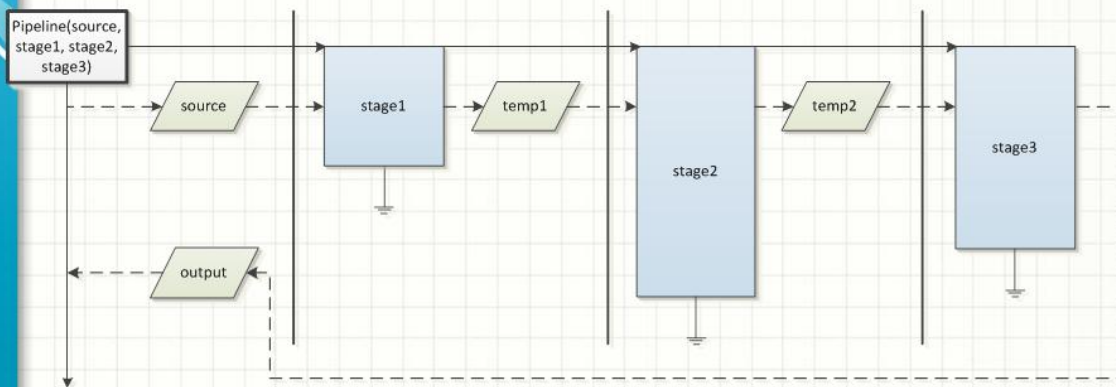 Pipeline(source,
stage1, stage2,
stage3)
source
stage1
temp1
stage2
temp2
stage3
output